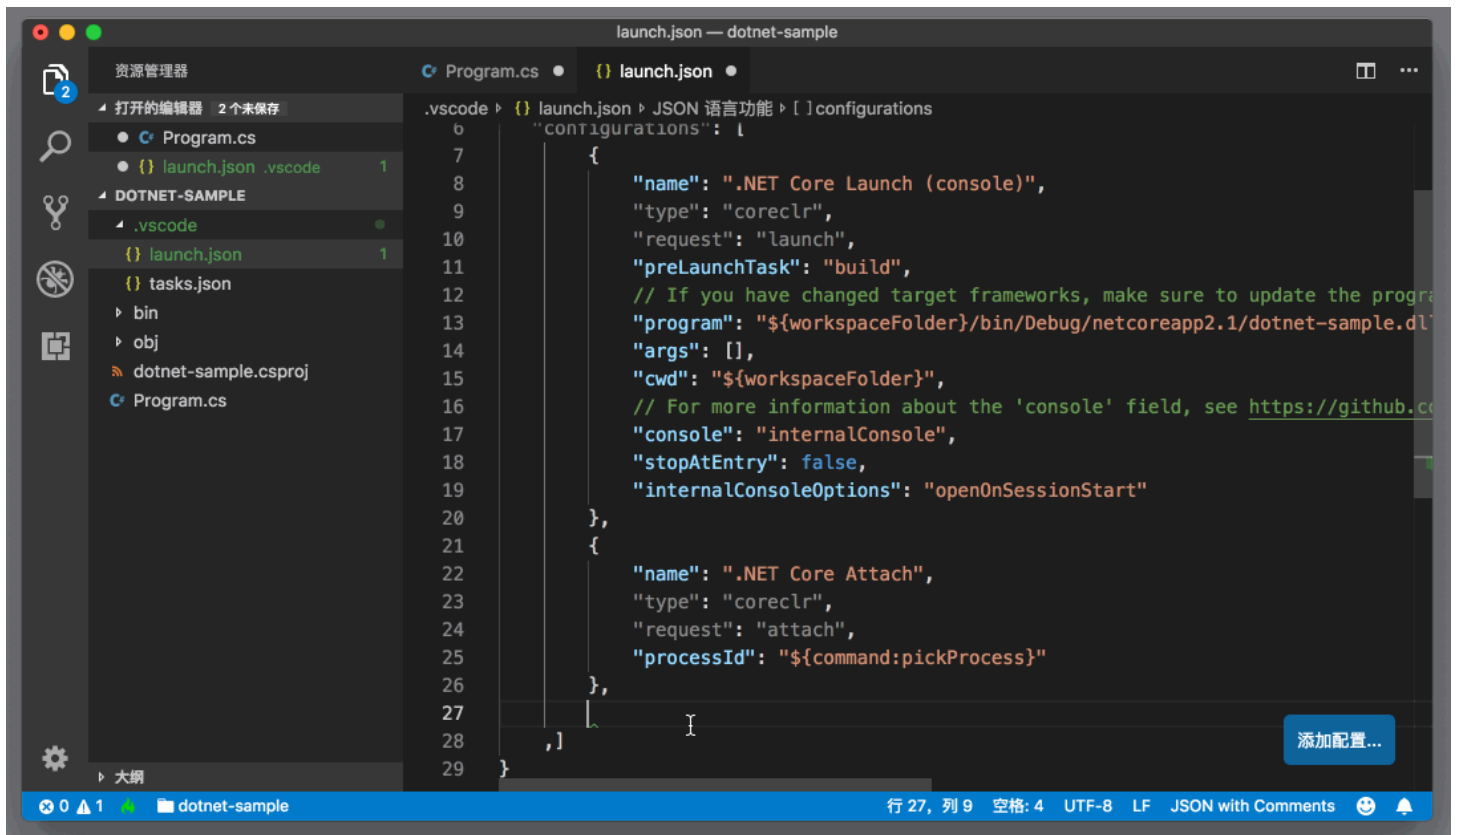 launch.json — dotnet-sample
2
资源管理器
打开的编辑器 2 个未保存
Program.cs
{} launch.json .vscode 1
DOTNET-SAMPLE
.vscode
{} launch.json 1
{} tasks.json
bin
obj
dotnet-sample.csproj
C# Program.cs
大纲
C# Program.cs ● {} launch.json ● ...
.vscode {} launch.json JSON 语言功能 [ ] configurations
6 "configurations": [
7 {
8 "name": ".NET Core Launch (console)",
9 "type": "coreclr",
10 "request": "launch",
11 "preLaunchTask": "build",
12 // If you have changed target frameworks, make sure to update the progra
13 "program": "${workspaceFolder}/bin/Debug/netcoreapp2.1/dotnet-sample.dl
14 "args": [],
15 "cwd": "${workspaceFolder}",
16 // For more information about the 'console' field, see https://github.co
17 "console": "internalConsole",
18 "stopAtEntry": false,
19 "internalConsoleOptions": "openOnSessionStart"
20 },
21 {
22 "name": ".NET Core Attach",
23 "type": "coreclr",
24 "request": "attach",
25 "processId": "${command:pickProcess}"
26 },
27
28 ,]
29 }
添加配置...
0 1 dotnet-sample 行 27，列 9 空格: 4 UTF-8 LF JSON with Comments